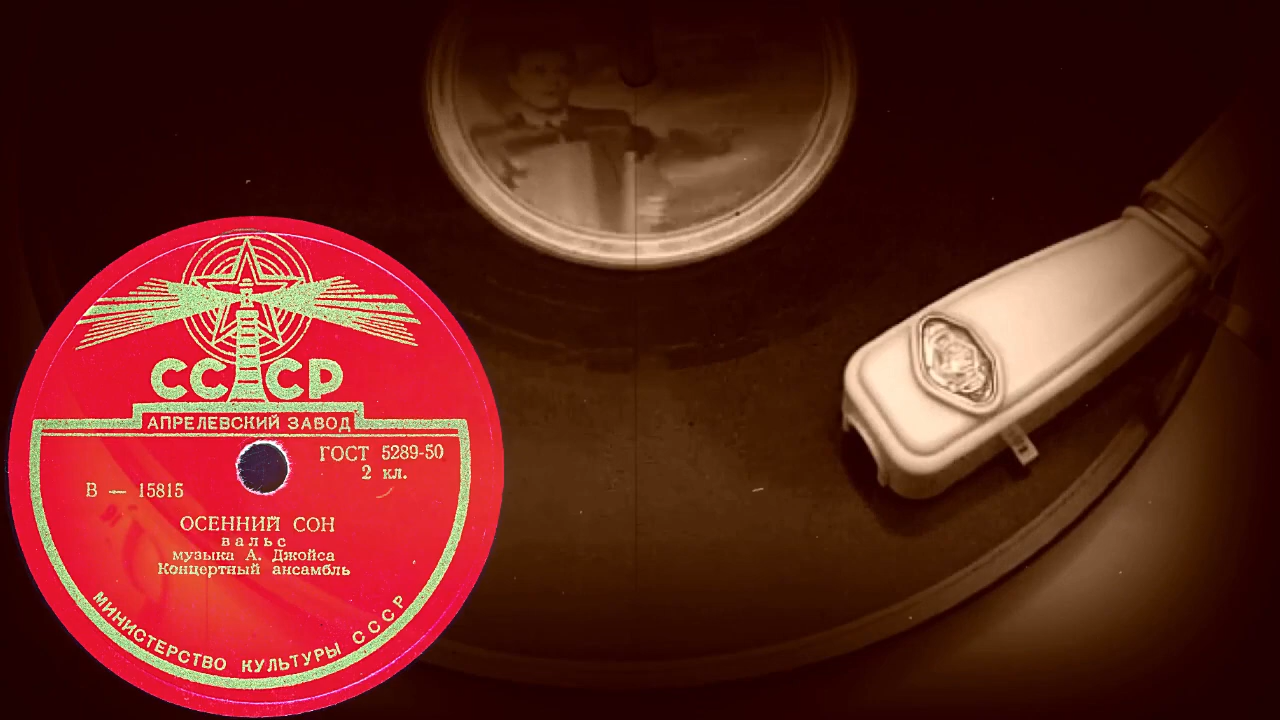 СССР
АПРЕЛЕВСКИЙ ЗАВОД
ГОСТ 5289-50
2 кл.
В — 15815
ОСЕННИЙ СОН
вальс
музыка А. Джойса
Концертный ансамбль
МИНИСТЕРСТВО КУЛЬТУРЫ СССР